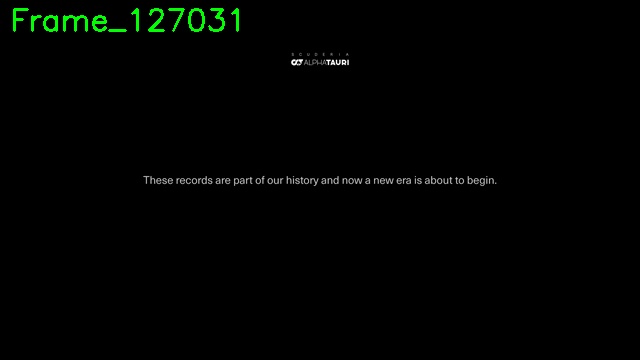 Frame_127031
SCUDERIA
ALPHATAURI
These records are part of our history and now a new era is about to begin.